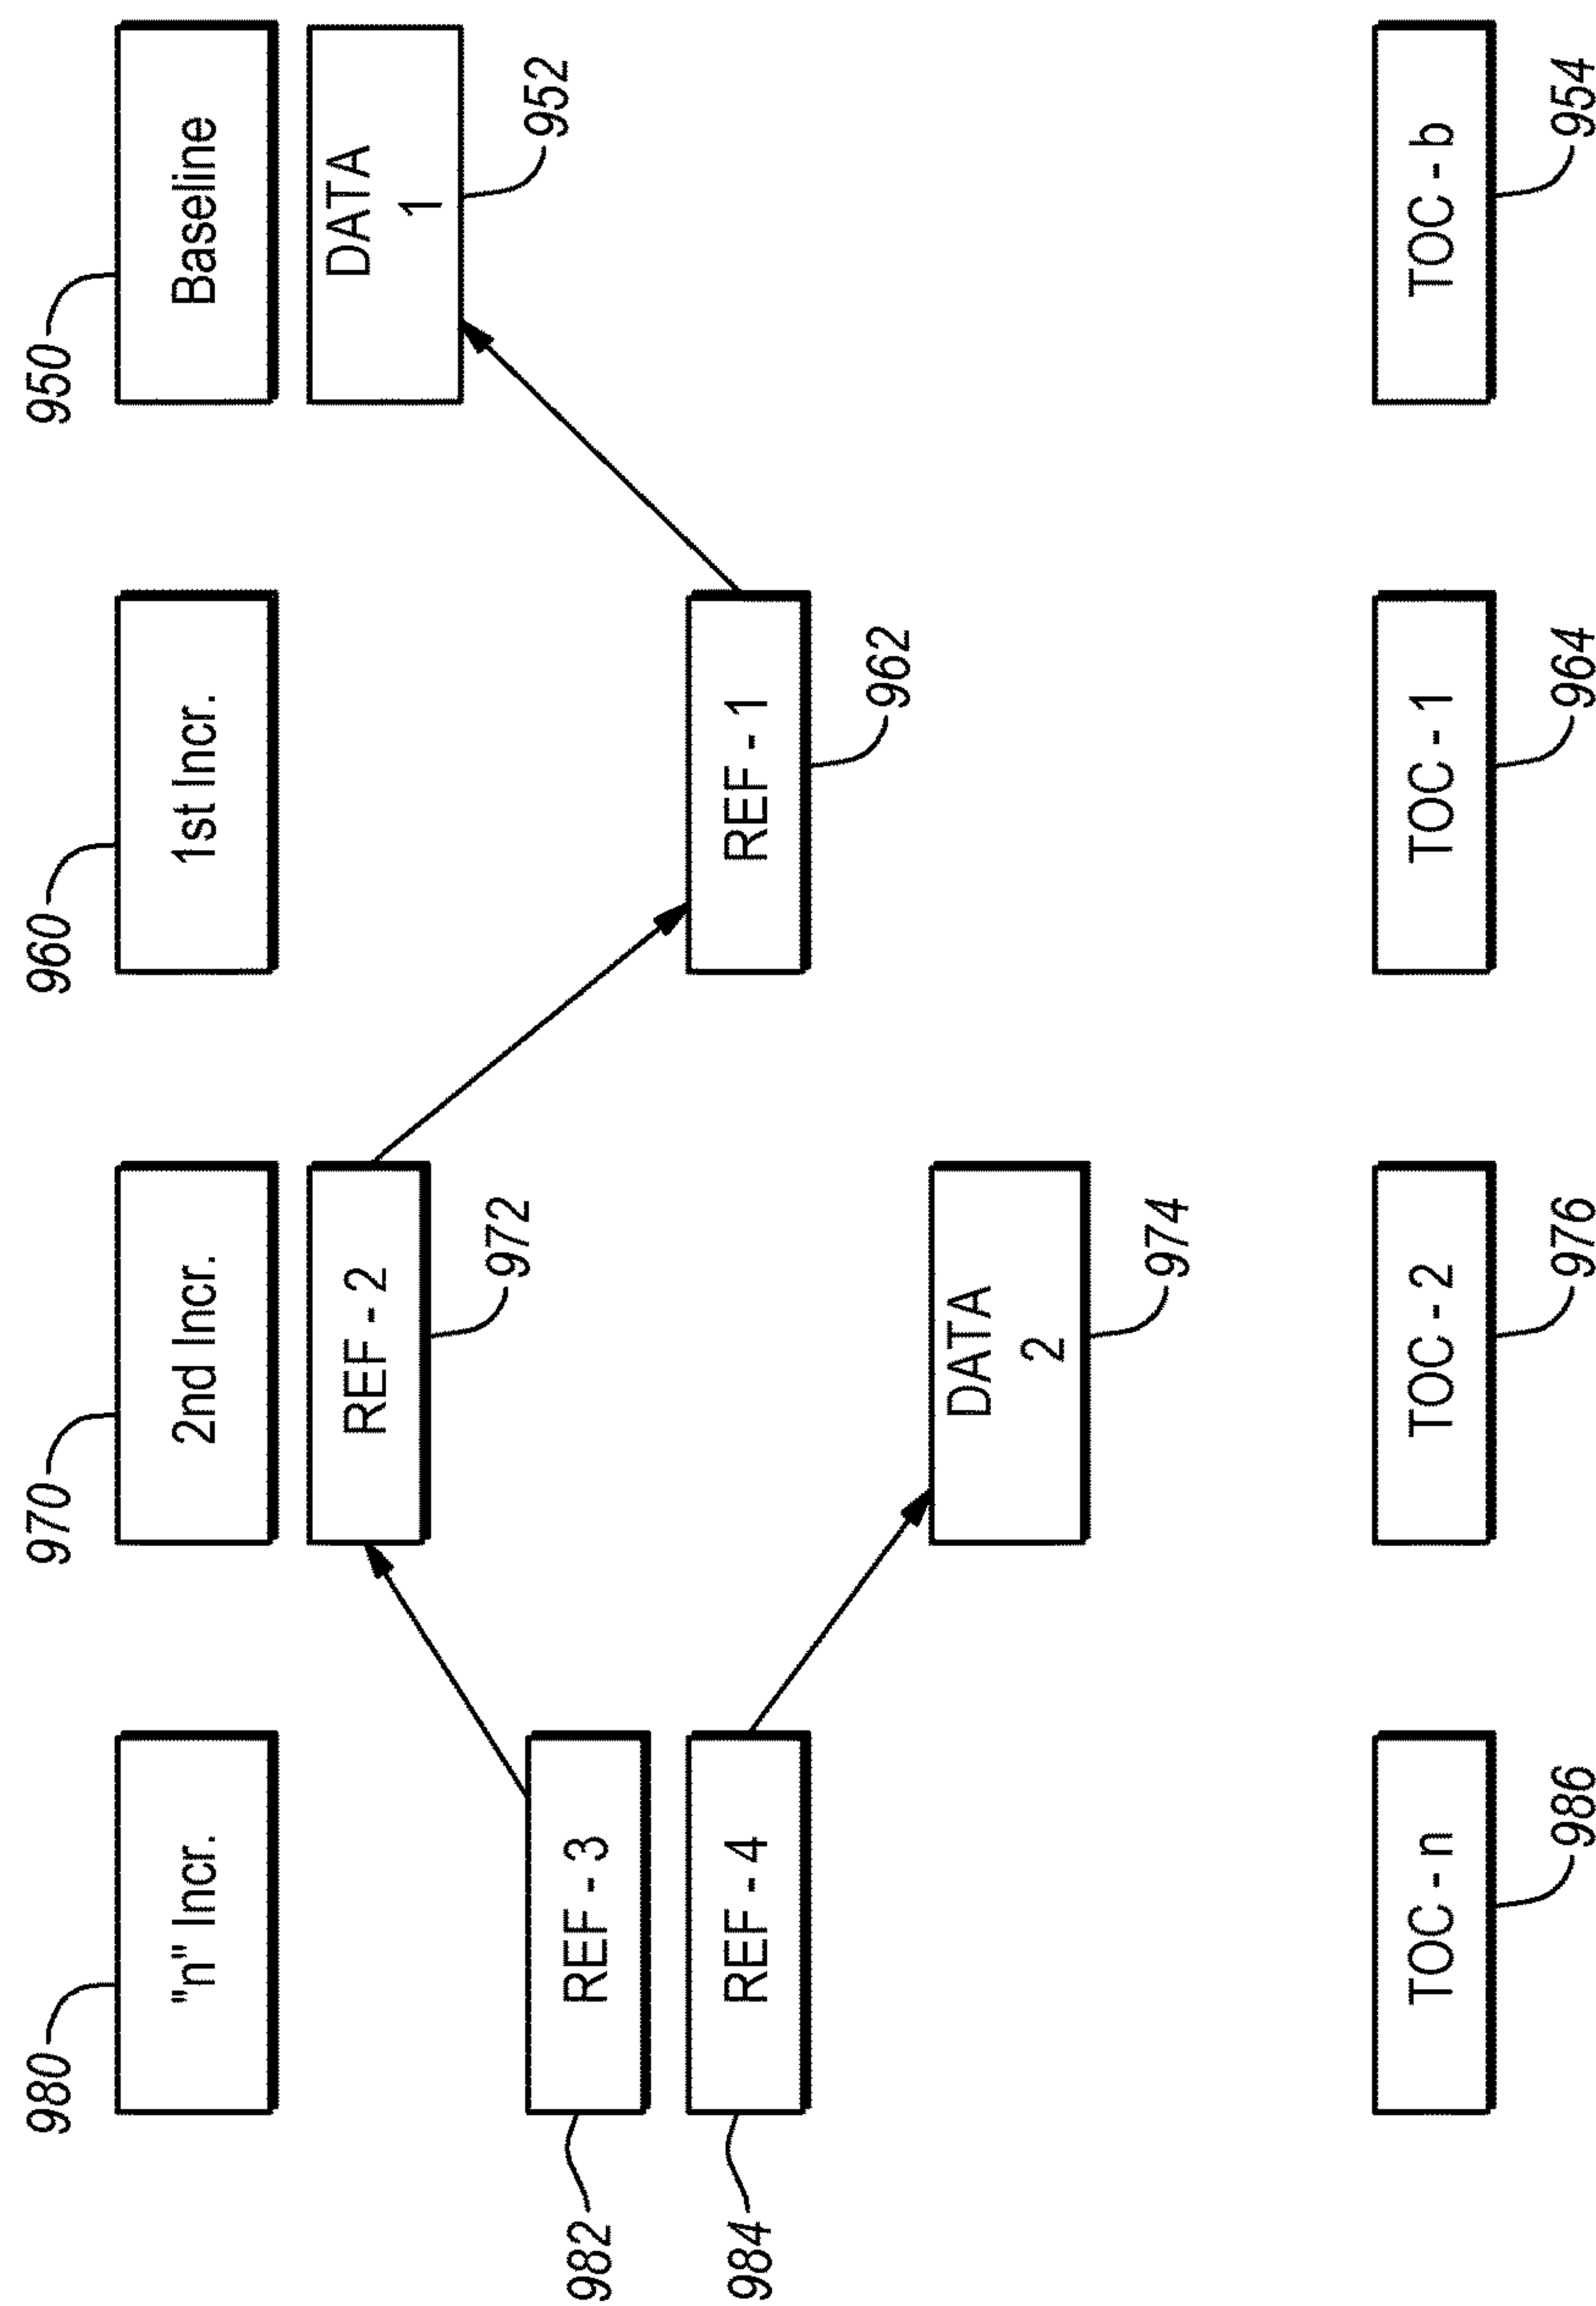 980
970
960
950
"n" Incr.
2nd Incr.
1st Incr.
Baseline
REF - 2
DATA
1
972
952
982
REF - 3
984
REF - 4
REF - 1
962
DATA
2
974
TOC - n
TOC - 2
TOC - 1
TOC - b
986
976
964
954